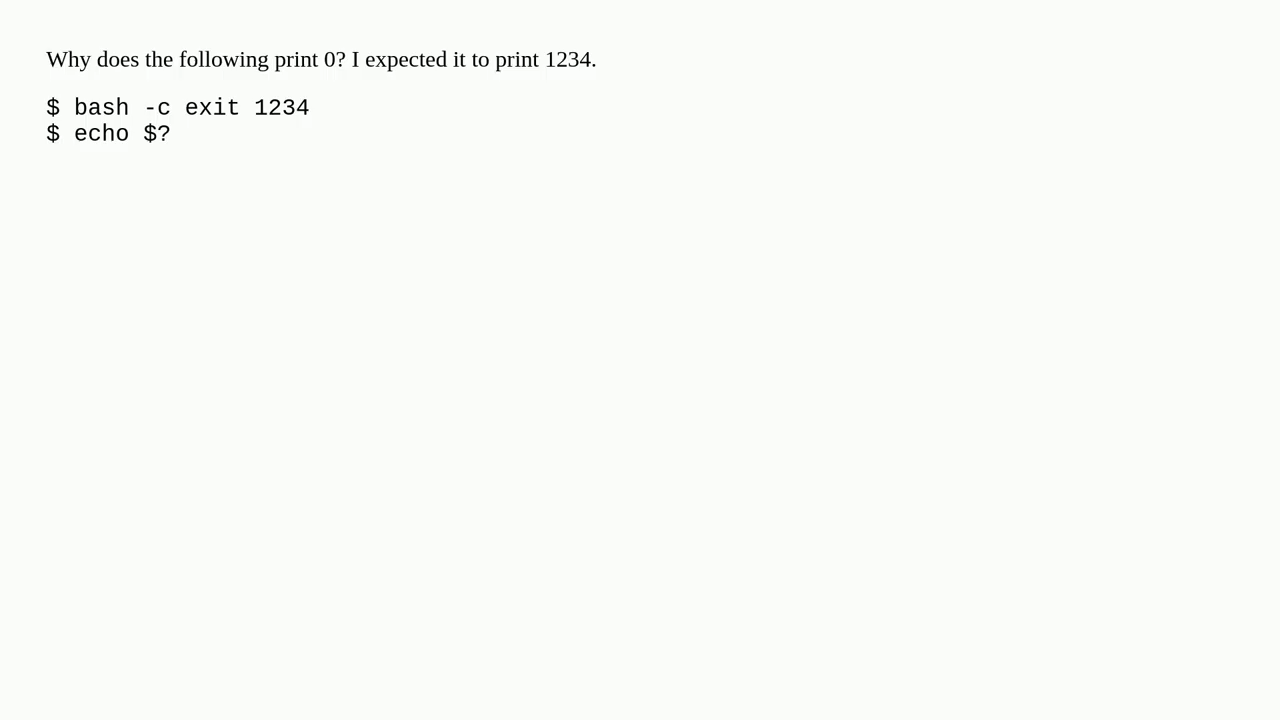 Why does the following print 0? I expected it to print 1234.
$ bash -c exit 1234
$ echo $?